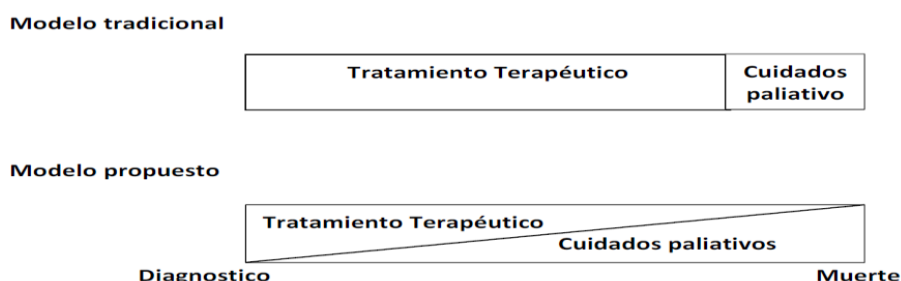 Modelo tradicional
Tratamiento Terapéutico
Cuidados
paliativo
Modelo propuesto
Tratamiento Terapéutico
Cuidados paliativos
Diagnostico
Muerte